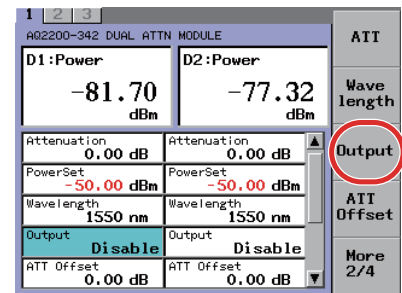 1 2 3
AQ2200-342 DUAL ATTN MODULE
D1:Power
-81.70
dBm
D2:Power
-77.32
dBm
Attenuation
0.00 dB
Attenuation
0.00 dB
PowerSet
-50.00 dBm
PowerSet
-50.00 dBm
Wavelength
1550 nm
Wavelength
1550 nm
Output
Disable
Output
Disable
ATT Offset
0.00 dB
ATT Offset
0.00 dB
ATT
Wave
length
Output
ATT
Offset
More
2/4